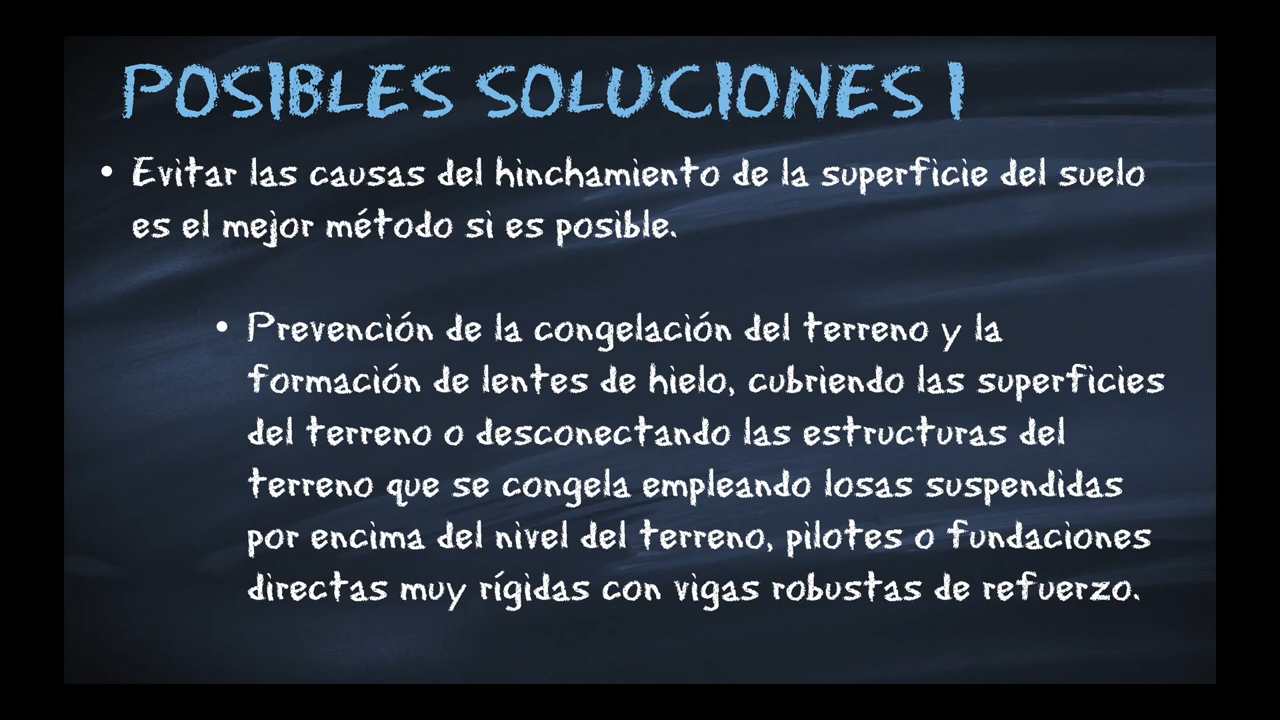 POSIBLES SOLUCIONES I
• Evitar las causas del hinchamiento de la superficie del suelo
es el mejor método si es posible.
• Prevención de la congelación del terreno y la
formación de lentes de hielo, cubriendo las superficies
del terreno o desconectando las estructuras del
terreno que se congela empleando losas suspendidas
por encima del nivel del terreno, pilotes o fundaciones
directas muy rígidas con vigas robustas de refuerzo.